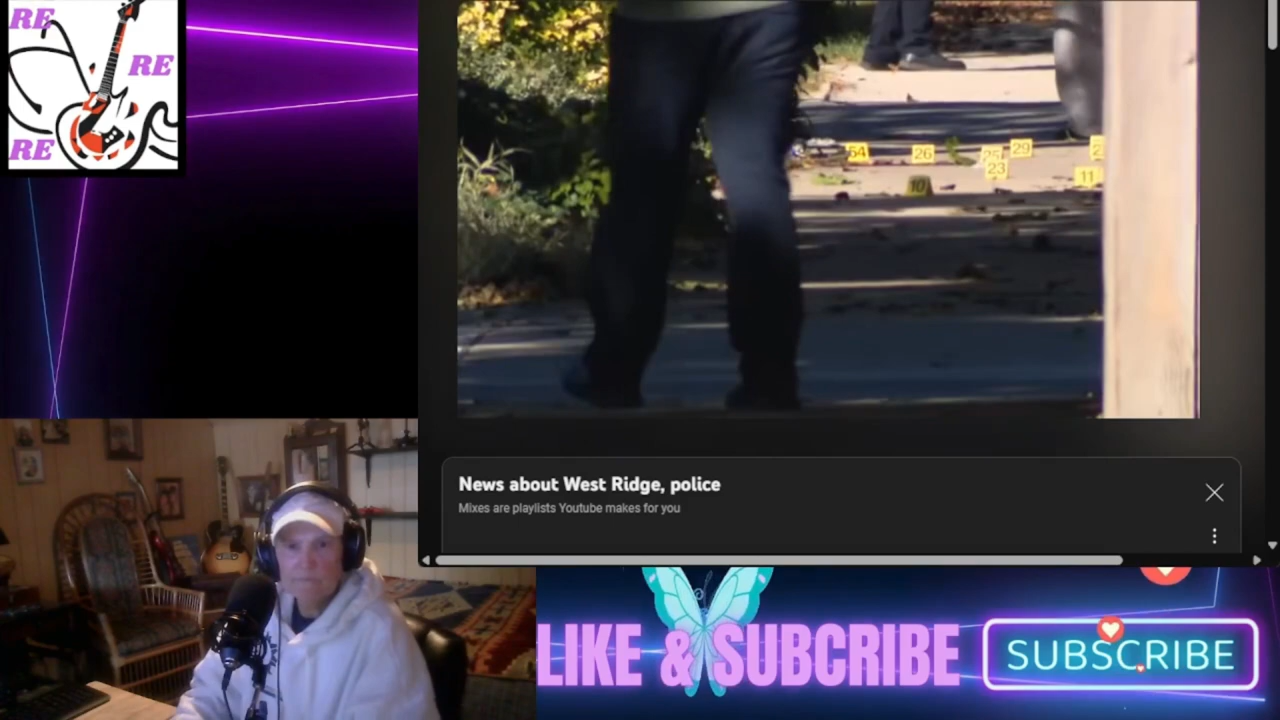 RE
RE
RE
54
26
25
29
23
10
11
News about West Ridge, police
Mixes are playlists Youtube makes for you
LIKE & SUBCRIBE
SUBSCRIBE